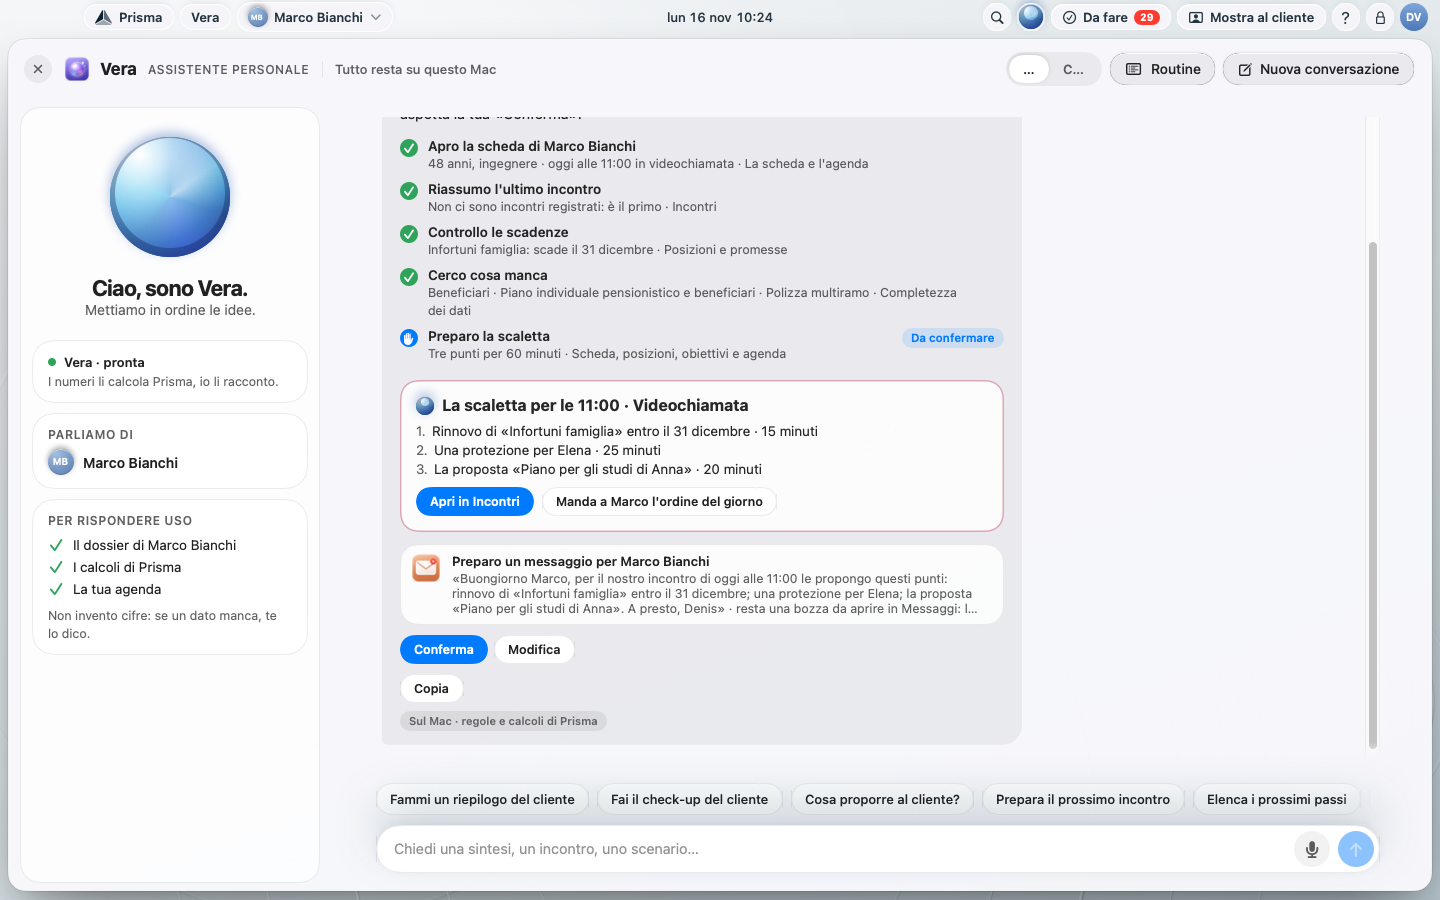 Prisma
Vera
MB
Marco Bianchi
lun 16 nov 10:24
Da fare 29
Mostra al cliente
?
DV
Vera ASSISTENTE PERSONALE
Tutto resta su questo Mac
...
C...
Routine
Nuova conversazione
Ciao, sono Vera.
Mettiamo in ordine le idee.
Vera · pronta
I numeri li calcola Prisma, io li racconto.
PARLIAMO DI
MB
Marco Bianchi
PER RISPONDERE USO
Il dossier di Marco Bianchi
I calcoli di Prisma
La tua agenda
Non invento cifre: se un dato manca, te
lo dico.
aspetta la tua «Conferma».
Apro la scheda di Marco Bianchi
48 anni, ingegnere · oggi alle 11:00 in videochiamata · La scheda e l'agenda
Riassumo l'ultimo incontro
Non ci sono incontri registrati: è il primo · Incontri
Controllo le scadenze
Infortuni famiglia: scade il 31 dicembre · Posizioni e promesse
Cerco cosa manca
Beneficiari · Piano individuale pensionistico e beneficiari · Polizza multiramo · Completezza
dei dati
Preparo la scaletta
Da confermare
Tre punti per 60 minuti · Scheda, posizioni, obiettivi e agenda
La scaletta per le 11:00 · Videochiamata
1. Rinnovo di «Infortuni famiglia» entro il 31 dicembre · 15 minuti
2. Una protezione per Elena · 25 minuti
3. La proposta «Piano per gli studi di Anna» · 20 minuti
Apri in Incontri
Manda a Marco l'ordine del giorno
Preparo un messaggio per Marco Bianchi
«Buongiorno Marco, per il nostro incontro di oggi alle 11:00 le propongo questi punti:
rinnovo di «Infortuni famiglia» entro il 31 dicembre; una protezione per Elena; la proposta
«Piano per gli studi di Anna». A presto, Denis» · resta una bozza da aprire in Messaggi: l...
Conferma
Modifica
Copia
Sul Mac · regole e calcoli di Prisma
Fammi un riepilogo del cliente
Fai il check-up del cliente
Cosa proporre al cliente?
Prepara il prossimo incontro
Elenca i prossimi passi
Chiedi una sintesi, un incontro, uno scenario...